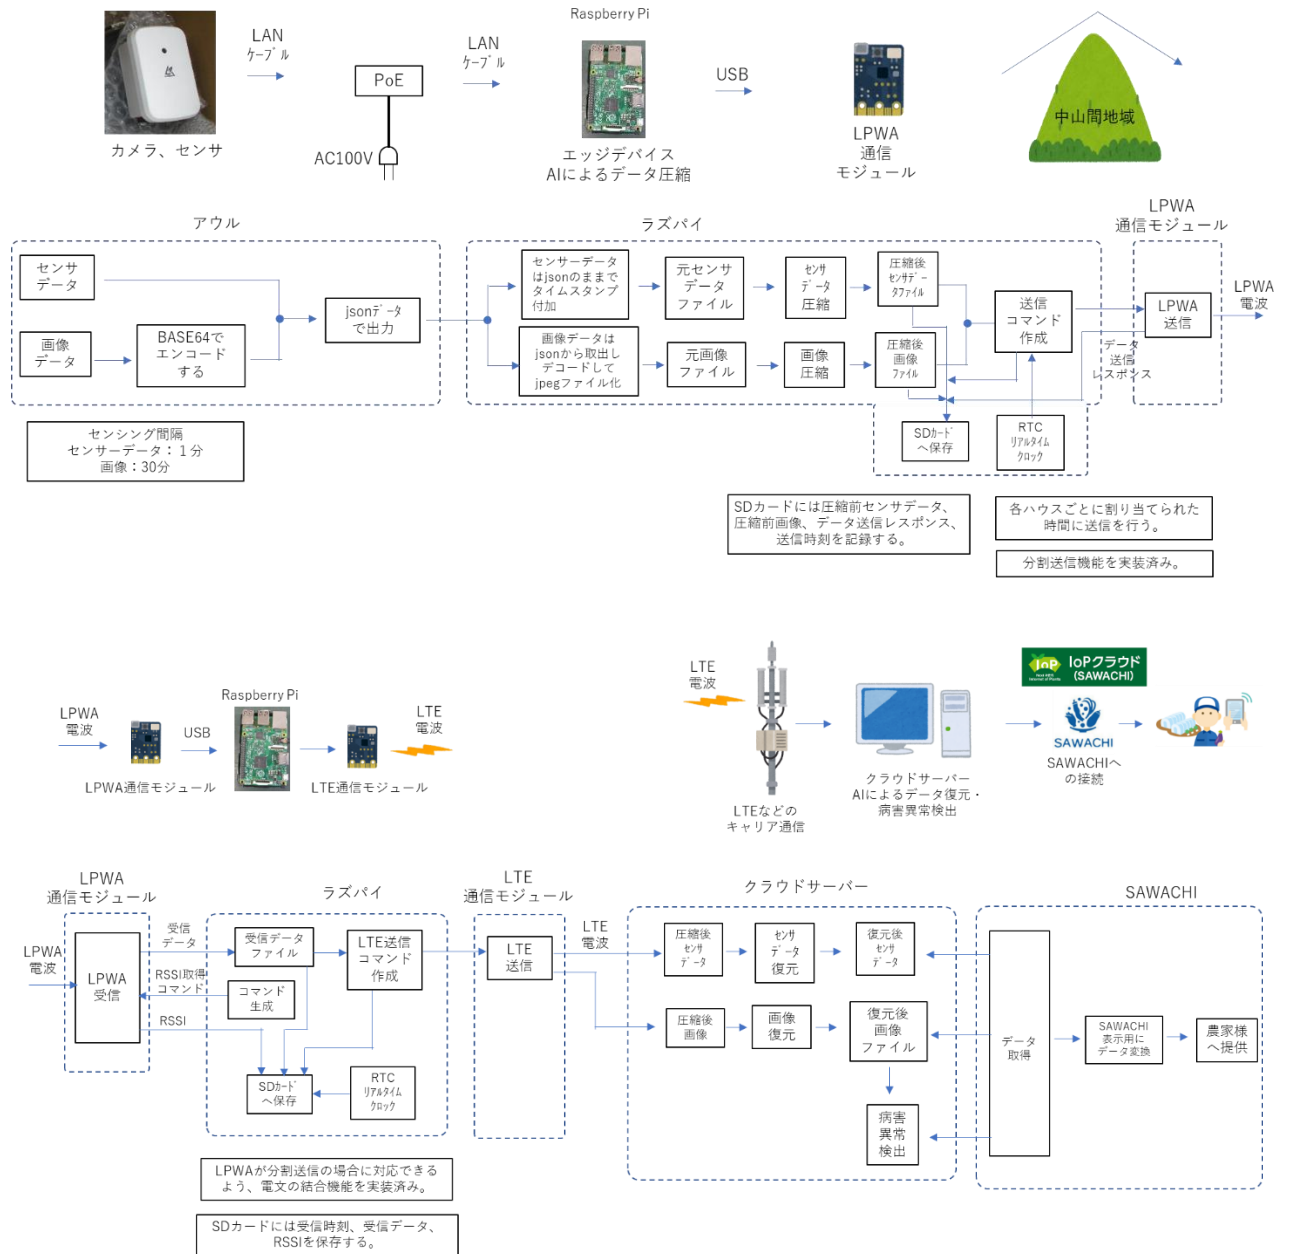 Raspberry Pi
LAN
ケーブル
PoE
AC100V
LAN
ケーブル
USB
カメラ、センサ
エッジデバイス
AIによるデータ圧縮
LPWA
通信
モジュール
中山間地域
アウル
センサ
データ
画像
データ
BASE64で
エンコード
する
jsonデータ
で出力
センシング間隔
センサーデータ：１分
画像：30分
ラズパイ
センサーデータ
はjsonのままで
タイムスタンプ
付加
元センサ
データ
ファイル
センサ
データ
圧縮
圧縮後
センサデー
タファイル
画像データは
jsonから取出し
デコードして
jpegファイル化
元画像
ファイル
画像
圧縮
圧縮後
画像
ファイル
送信
コマンド
作成
SDカード
へ保存
RTC
リアルタイム
クロック
LPWA
通信モジュール
LPWA
送信
LPWA
電波
データ
送信
レスポンス
SDカードには圧縮前センサデータ、
圧縮前画像、データ送信レスポンス、
送信時刻を記録する。
各ハウスごとに割り当てられた
時間に送信を行う。
分割送信機能を実装済み。
LPWA
電波
USB
Raspberry Pi
LTE
電波
LPWA通信モジュール
LTE通信モジュール
LTE
電波
LTEなどの
キャリア通信
クラウドサーバー
AIによるデータ復元・
病害異常検出
IoP
IoPクラウド
(SAWACHI)
SAWACHI
SAWACHIへ
の接続
LPWA
通信モジュール
LPWA
電波
LPWA
受信
受信
データ
RSSI取得
コマンド
RSSI
ラズパイ
受信データ
ファイル
コマンド
生成
LTE送信
コマンド
作成
SDカード
へ保存
RTC
リアルタイム
クロック
LTE
通信モジュール
LTE
送信
LTE
電波
クラウドサーバー
圧縮後
センサ
データ
センサ
データ
復元
復元後
センサ
データ
圧縮後
画像
画像
復元
復元後
画像
ファイル
病害
異常
検出
SAWACHI
データ
取得
SAWACHI
表示用に
データ変換
農家様
へ提供
LPWAが分割送信の場合に対応できる
よう、電文の結合機能を実装済み。
SDカードには受信時刻、受信データ、
RSSIを保存する。